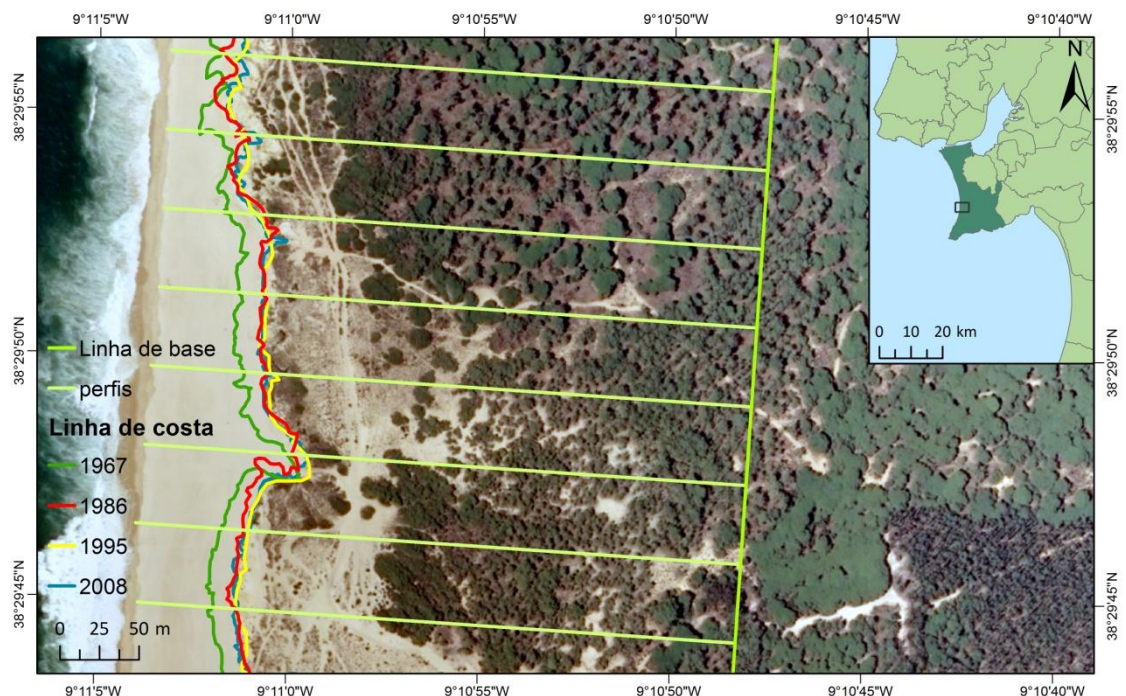 9°11'5"W 9°11'0"W 9°10'55"W 9°10'50"W 9°10'45"W 9°10'40"W
N
38°29'55"N 38°29'55"N
0 10 20 km
38°29'50"N 38°29'50"N
Linha de base
perfis
Linha de costa
1967
1986
1995
2008
38°29'45"N 38°29'45"N
0 25 50 m
9°11'5"W 9°11'0"W 9°10'55"W 9°10'50"W 9°10'45"W 9°10'40"W